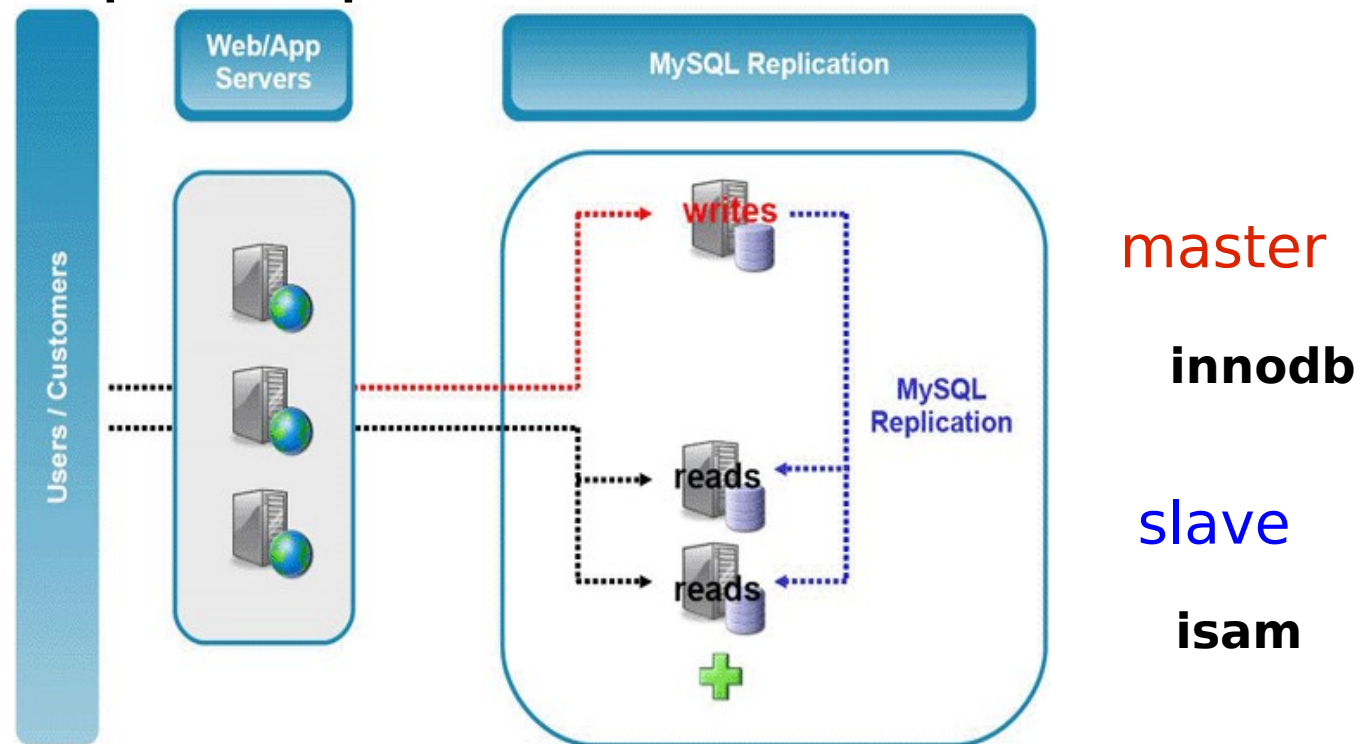 Users / Customers
Web/App
Servers
MySQL Replication
writes
master
innodb
MySQL
Replication
reads
slave
reads
isam